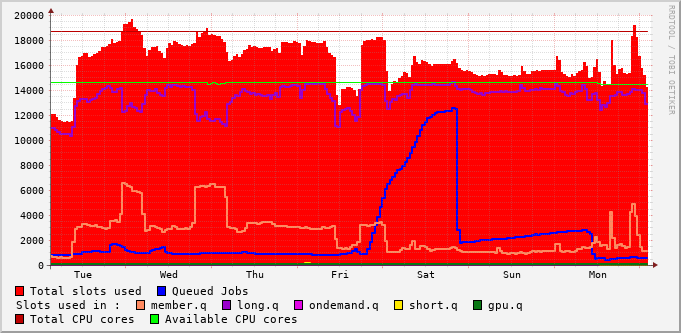 20000
18000
16000
14000
12000
10000
8000
6000
4000
2000
0
Tue Wed Thu Fri Sat Sun Mon
RRDTOOL / TOBI OETIKER
Total slots used Queued Jobs
Slots used in : member.q long.q ondemand.q short.q gpu.q
Total CPU cores Available CPU cores